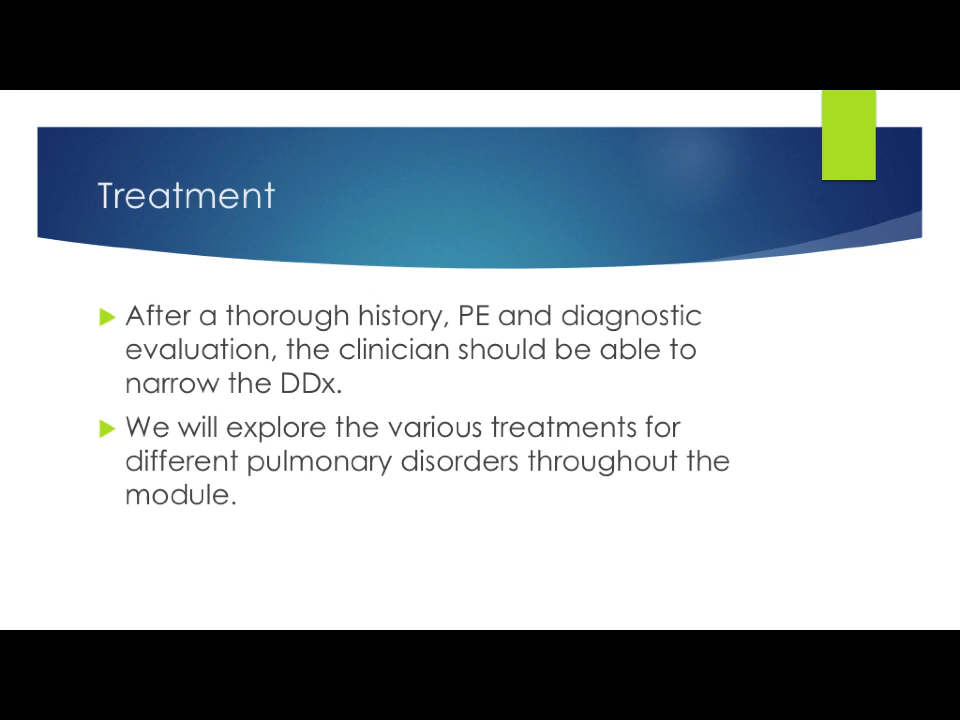 Treatment
After a thorough history, PE and diagnostic
evaluation, the clinician should be able to
narrow the DDx.
We will explore the various treatments for
different pulmonary disorders throughout the
module.